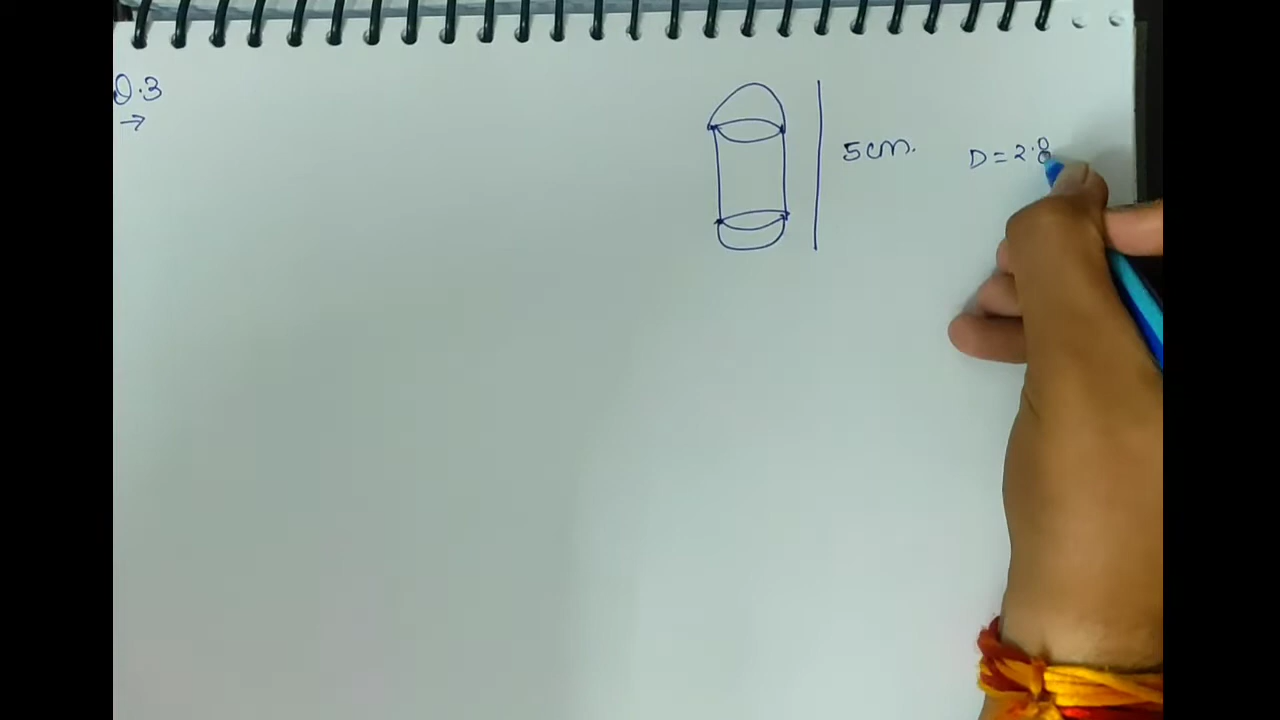 Q.3
→
5cm.
D = 2.8